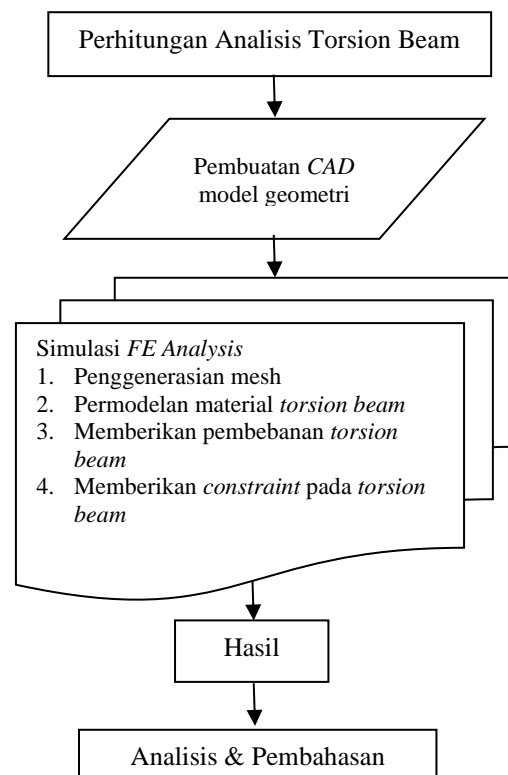 Perhitungan Analisis Torsion Beam
Pembuatan CAD
model geometri
Simulasi FE Analysis
1. Penggenerasian mesh
2. Permodelan material torsion beam
3. Memberikan pembebanan torsion
beam
4. Memberikan constraint pada torsion
beam
Hasil
Analisis & Pembahasan